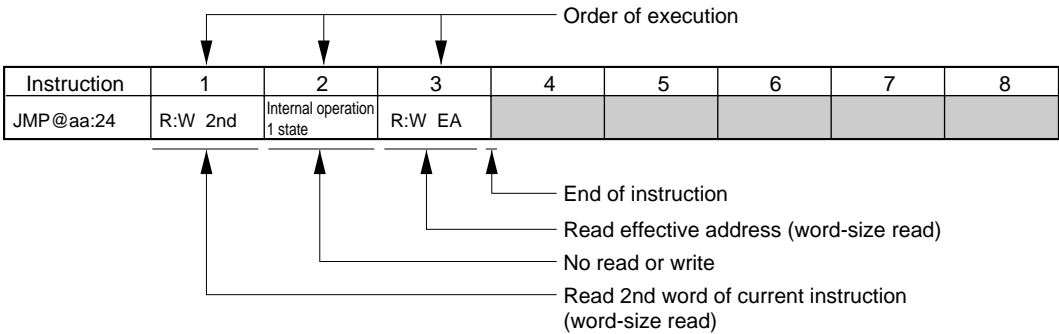 Order of execution
Instruction 1 2 3 4 5 6 7 8
JMP@aa:24 R:W 2nd Internal operation 1 state R:W EA
End of instruction
Read effective address (word-size read)
No read or write
Read 2nd word of current instruction
(word-size read)